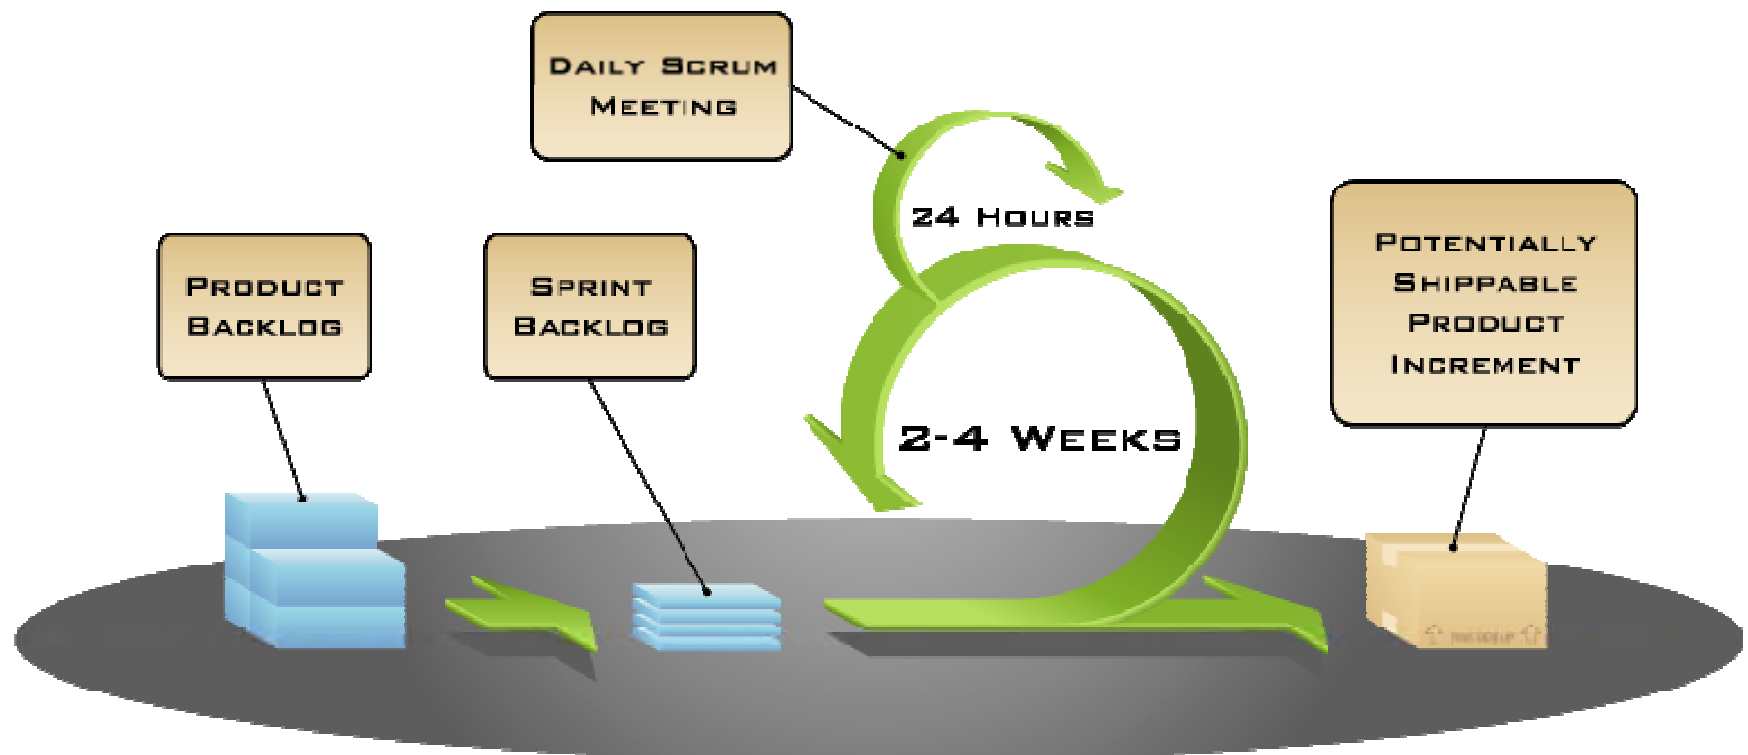 DAILY SCRUM
MEETING
24 HOURS
PRODUCT
BACKLOG
SPRINT
BACKLOG
2-4 WEEKS
POTENTIALLY
SHIPPABLE
PRODUCT
INCREMENT